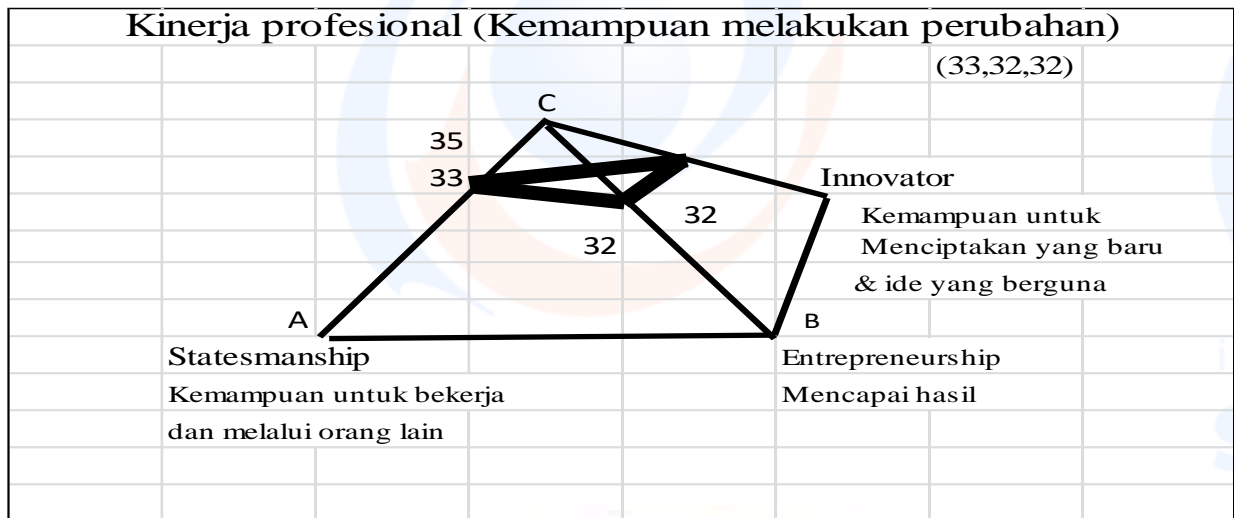 Kinerja profesional (Kemampuan melakukan perubahan)
(33,32,32)
C
35
33
Innovator
32
Kemampuan untuk
32
Menciptakan yang baru
& ide yang berguna
A
B
Statesmanship
Entrepreneurship
Kemampuan untuk bekerja
Mencapai hasil
dan melalui orang lain